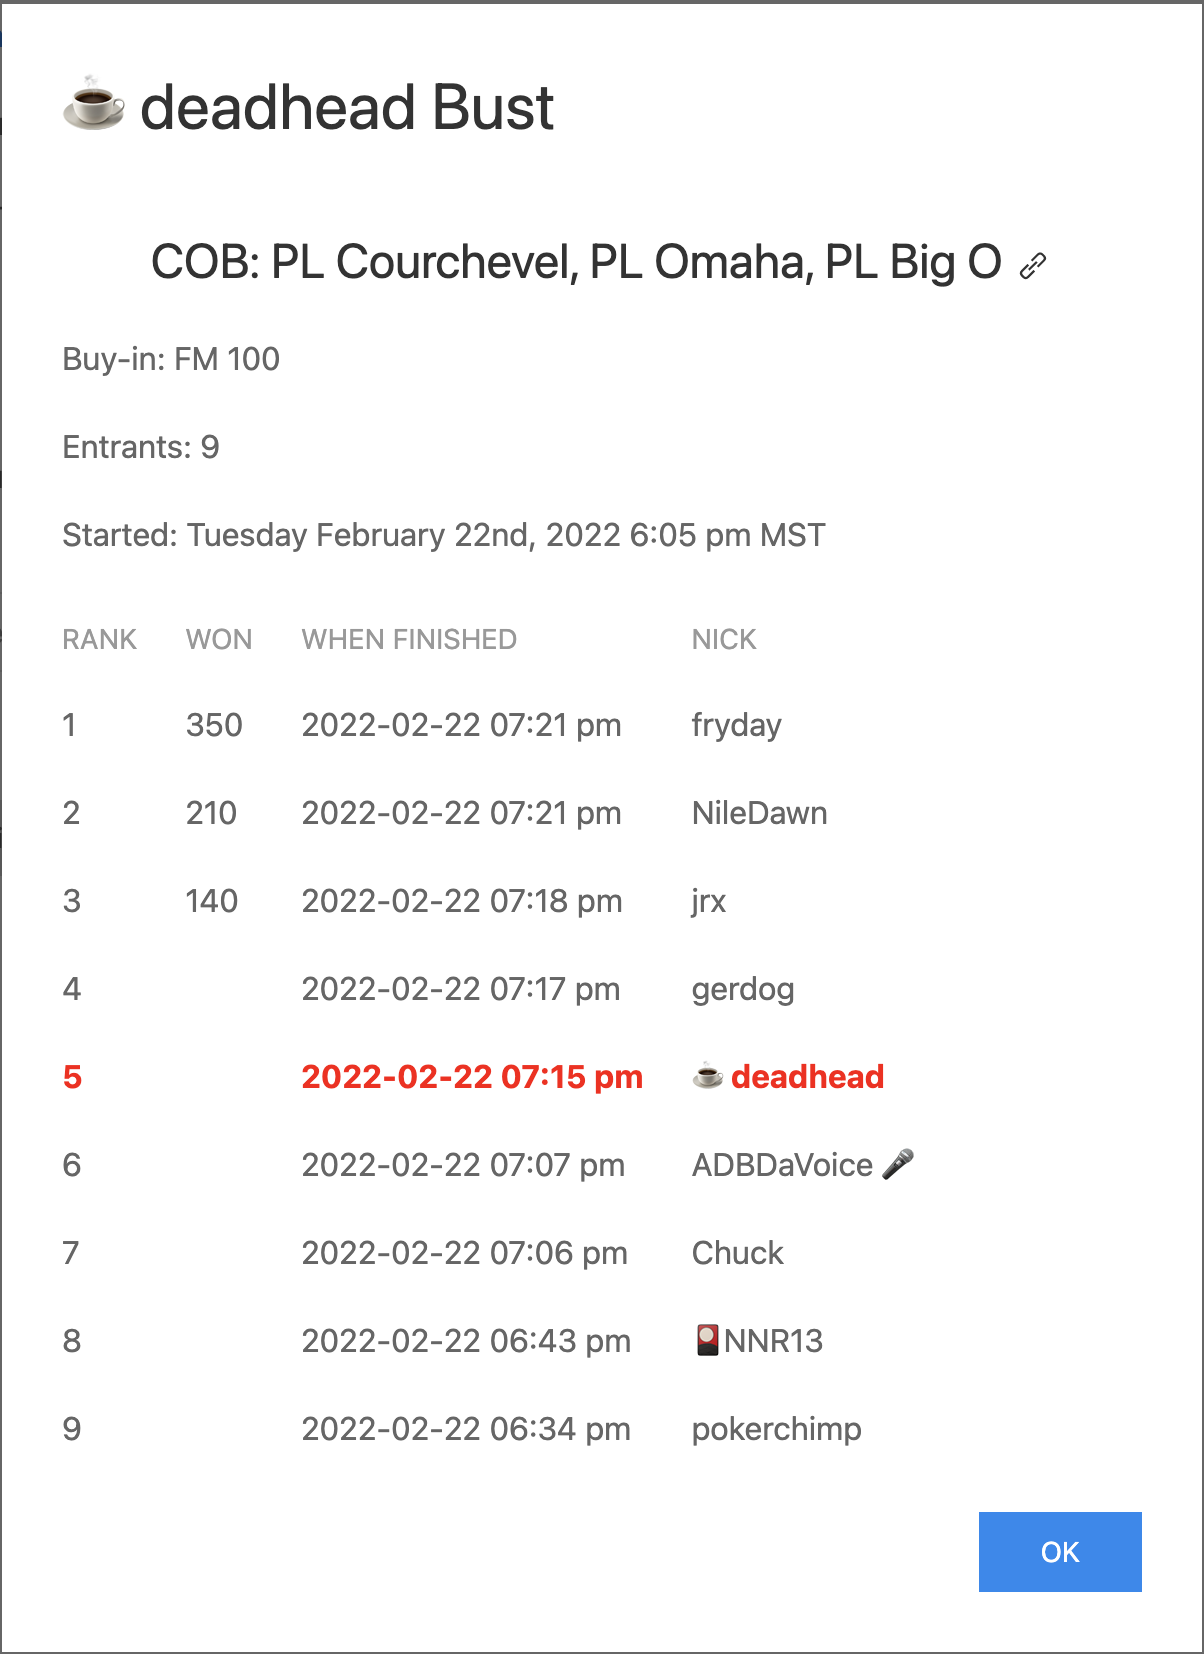 ☕ deadhead Bust
COB: PL Courchevel, PL Omaha, PL Big O
Buy-in: FM 100
Entrants: 9
Started: Tuesday February 22nd, 2022 6:05 pm MST
RANK WON WHEN FINISHED NICK
1 350 2022-02-22 07:21 pm fryday
2 210 2022-02-22 07:21 pm NileDawn
3 140 2022-02-22 07:18 pm jrx
4 2022-02-22 07:17 pm gerdog
5 2022-02-22 07:15 pm ☕ deadhead
6 2022-02-22 07:07 pm ADBDaVoice 🎤
7 2022-02-22 07:06 pm Chuck
8 2022-02-22 06:43 pm 🎴NNR13
9 2022-02-22 06:34 pm pokerchimp
OK